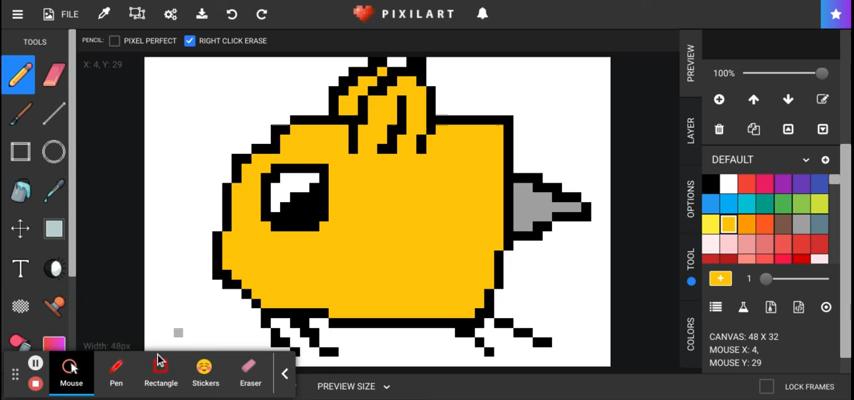 FILE
PIXILART
TOOLS
PENCIL: PIXEL PERFECT RIGHT CLICK ERASE
X: 4, Y: 29
Width: 48px
T
Mouse
Pen
Rectangle
Stickers
Eraser
PREVIEW SIZE
PREVIEW
LAYER
OPTIONS
TOOL
COLORS
100%
DEFAULT
1
CANVAS: 48 X 32
MOUSE X: 4,
MOUSE Y: 29
LOCK FRAMES